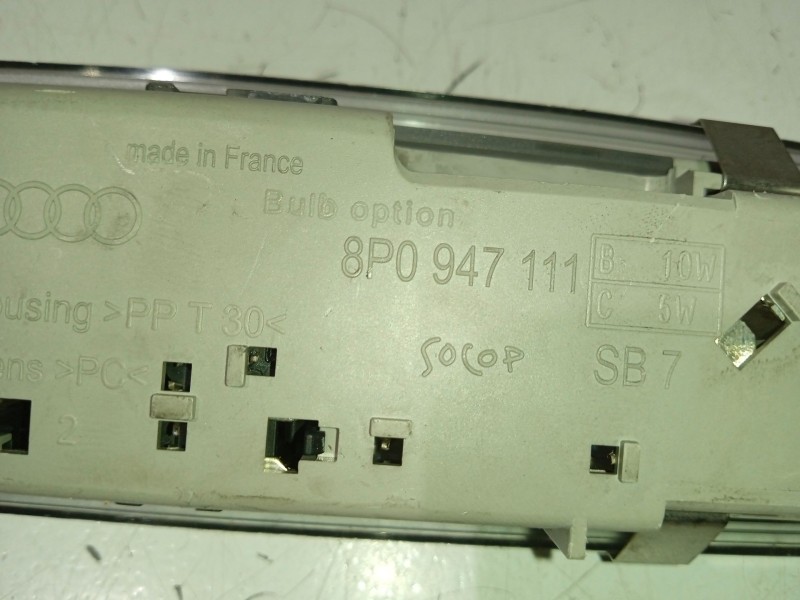 made in France
Bulb option
8P0 947 111
B 10W
C 5W
ousing >PP T 30<
ons >PC<
SOCOP
SB 7
2